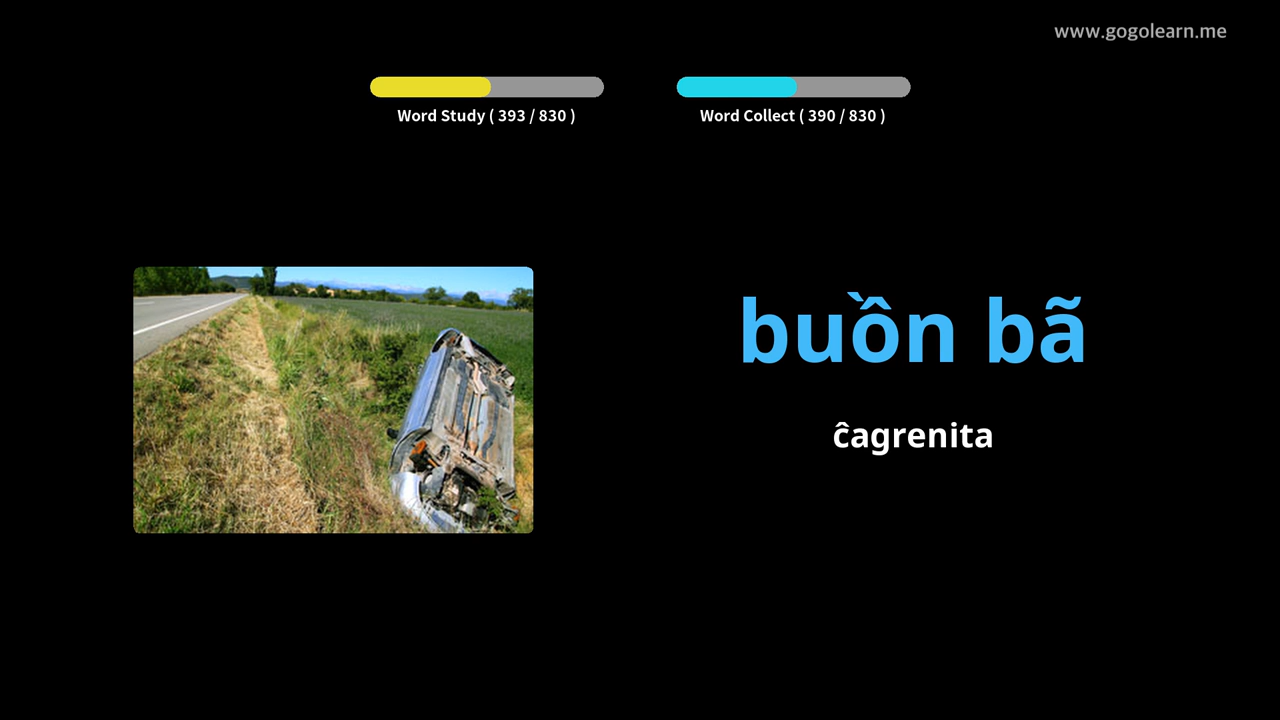 www.gogolearn.me
Word Study ( 393 / 830 )
Word Collect ( 390 / 830 )
buồn bã
ĉagrenita